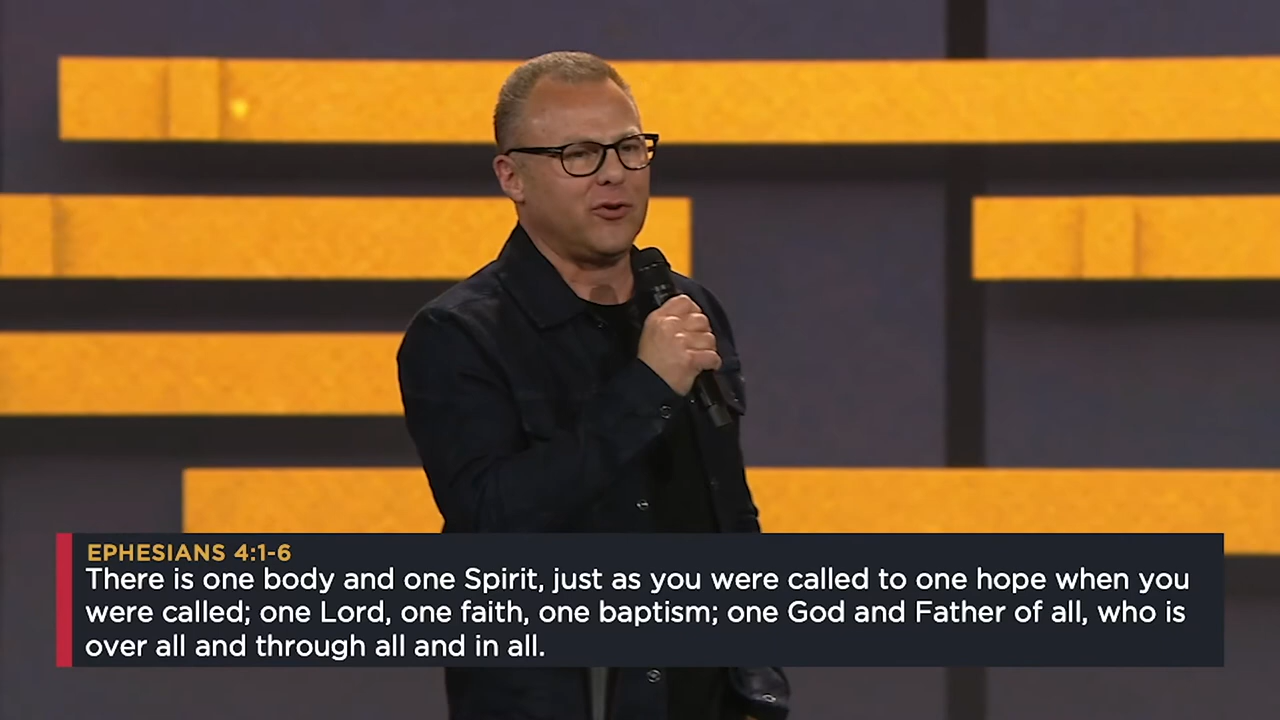 EPHESIANS 4:1-6
There is one body and one Spirit, just as you were called to one hope when you
were called; one Lord, one faith, one baptism; one God and Father of all, who is
over all and through all and in all.